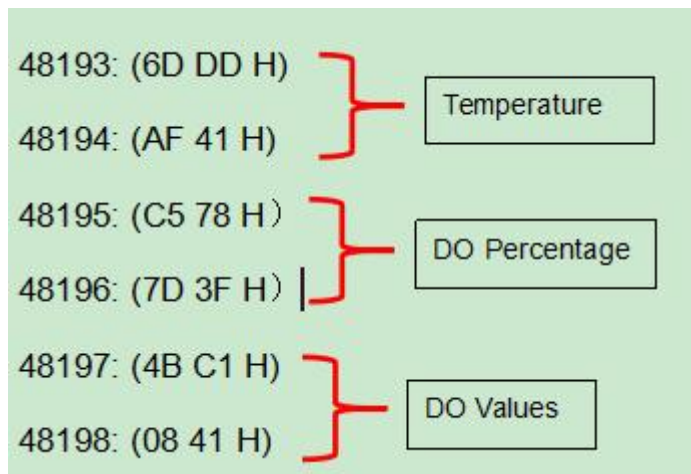 48193: (6D DD H)
Temperature
48194: (AF 41 H)
48195: (C5 78 H）
DO Percentage
48196: (7D 3F H）
48197: (4B C1 H)
DO Values
48198: (08 41 H)